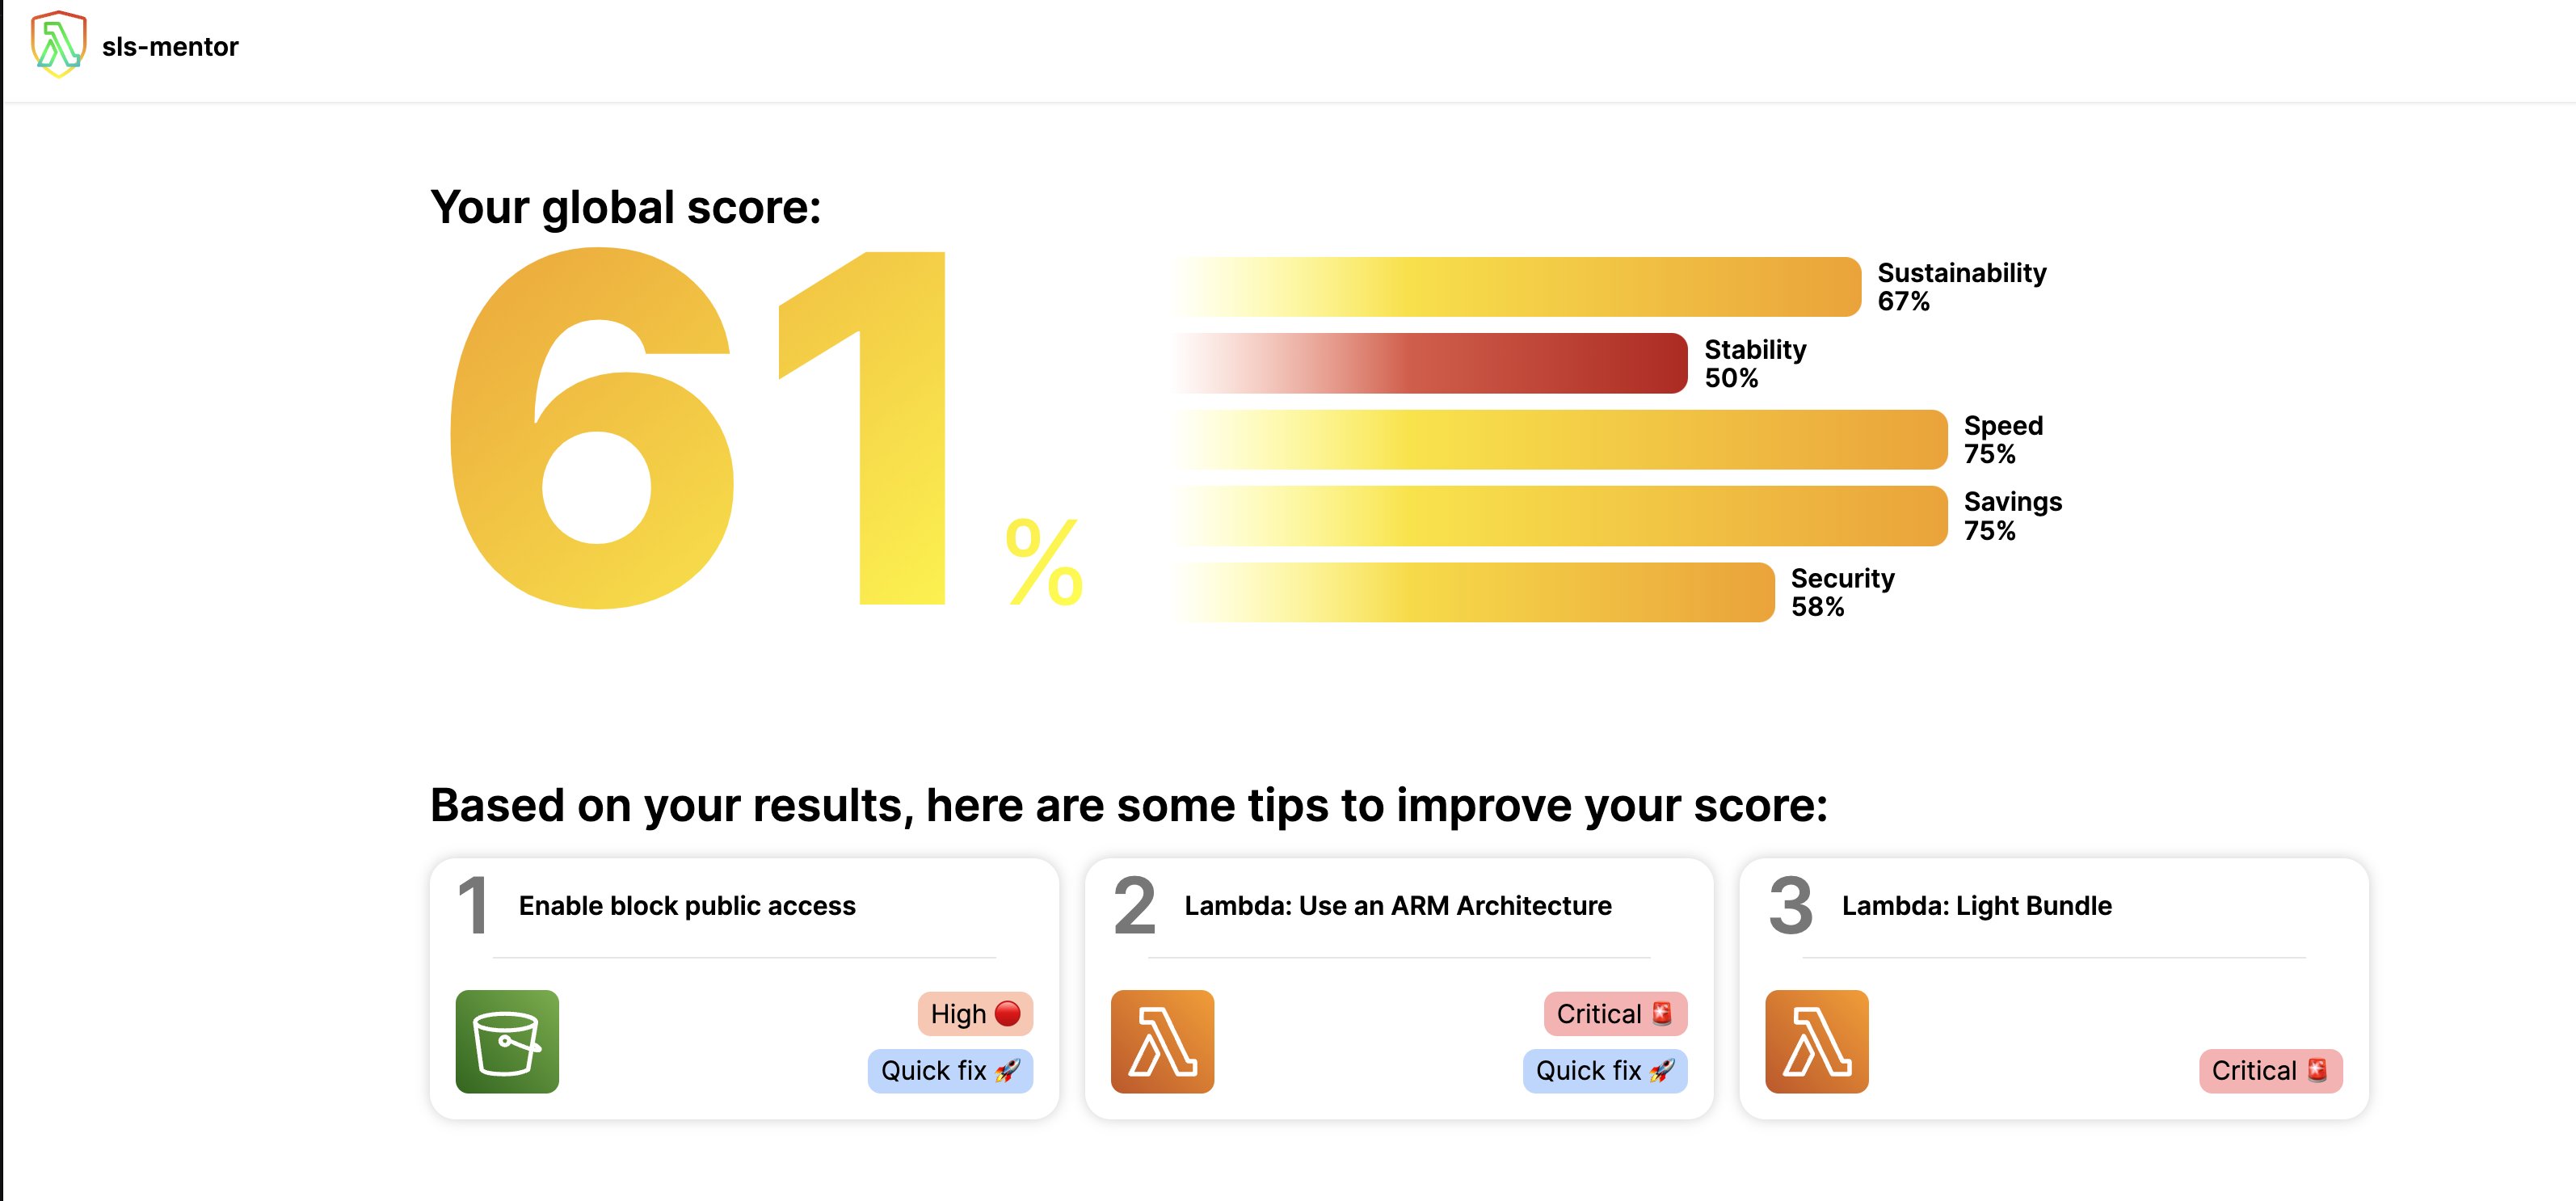 sls-mentor
Your global score:
61 %
Sustainability
67%
Stability
50%
Speed
75%
Savings
75%
Security
58%
Based on your results, here are some tips to improve your score:
1 Enable block public access
High 🔴
Quick fix 🚀
2 Lambda: Use an ARM Architecture
Critical 🚨
Quick fix 🚀
3 Lambda: Light Bundle
Critical 🚨